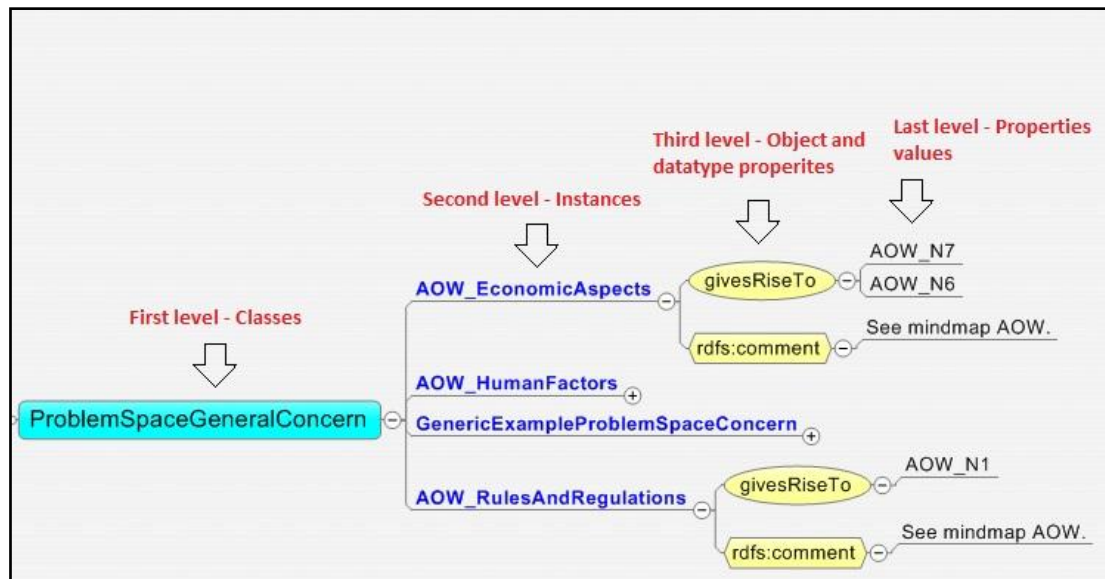 Third level - Object and
datatype properites
Last level - Properties
values
Second level - Instances
First level - Classes
ProblemSpaceGeneralConcern
AOW_EconomicAspects
givesRiseTo
AOW_N7
AOW_N6
rdfs:comment
See mindmap AOW.
AOW_HumanFactors
GenericExampleProblemSpaceConcern
AOW_RulesAndRegulations
givesRiseTo
AOW_N1
rdfs:comment
See mindmap AOW.